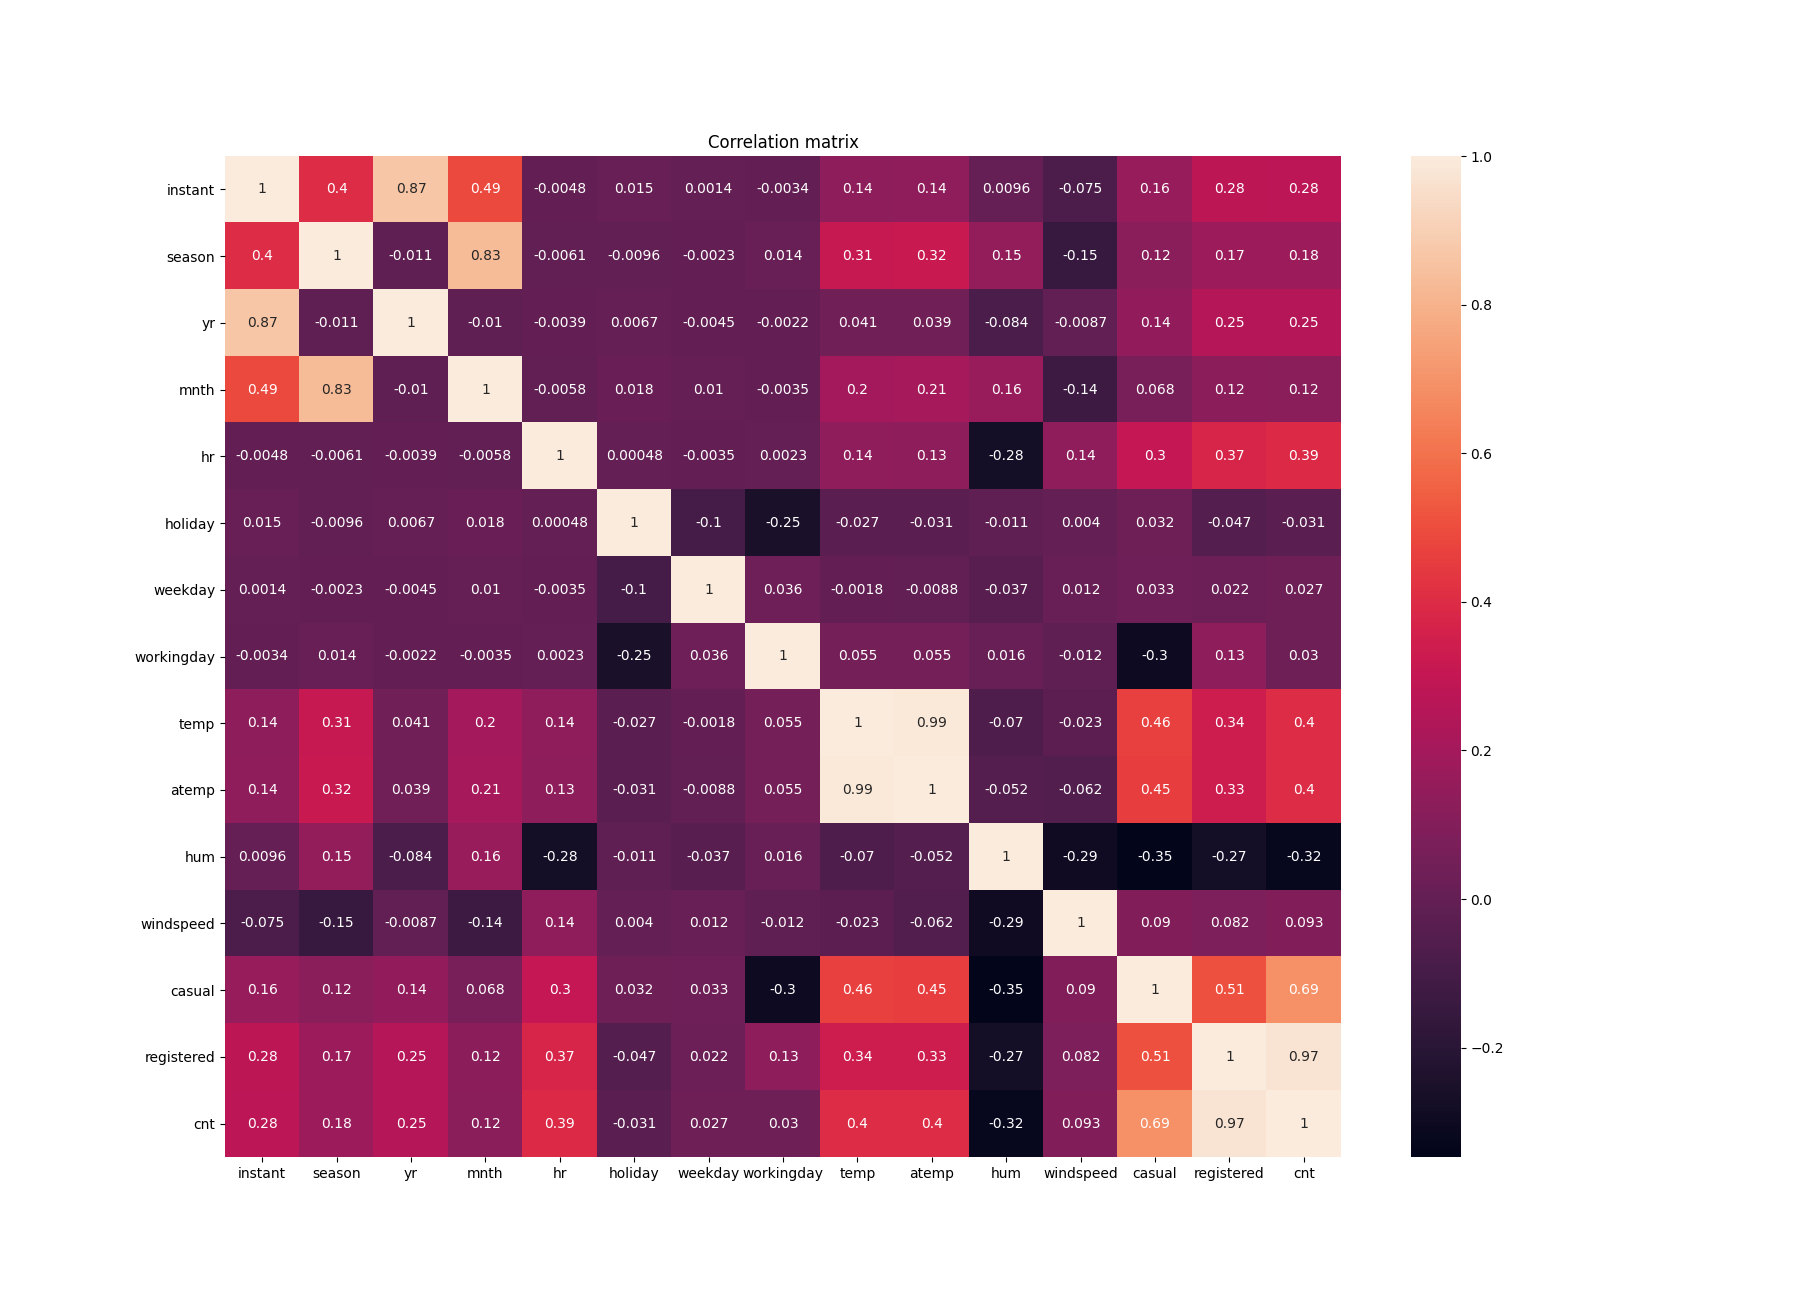 Correlation matrix
instant 1 0.4 0.87 0.49 -0.0048 0.015 0.0014 -0.0034 0.14 0.14 0.0096 -0.075 0.16 0.28 0.28
season 0.4 1 -0.011 0.83 -0.0061 -0.0096 -0.0023 0.014 0.31 0.32 0.15 -0.15 0.12 0.17 0.18
yr 0.87 -0.011 1 -0.01 -0.0039 0.0067 -0.0045 -0.0022 0.041 0.039 -0.084 -0.0087 0.14 0.25 0.25
mnth 0.49 0.83 -0.01 1 -0.0058 0.018 0.01 -0.0035 0.2 0.21 0.16 -0.14 0.068 0.12 0.12
hr -0.0048 -0.0061 -0.0039 -0.0058 1 0.00048 -0.0035 0.0023 0.14 0.13 -0.28 0.14 0.3 0.37 0.39
holiday 0.015 -0.0096 0.0067 0.018 0.00048 1 -0.1 -0.25 -0.027 -0.031 -0.011 0.004 0.032 -0.047 -0.031
weekday 0.0014 -0.0023 -0.0045 0.01 -0.0035 -0.1 1 0.036 -0.0018 -0.0088 -0.037 0.012 0.033 0.022 0.027
workingday -0.0034 0.014 -0.0022 -0.0035 0.0023 -0.25 0.036 1 0.055 0.055 0.016 -0.012 -0.3 0.13 0.03
temp 0.14 0.31 0.041 0.2 0.14 -0.027 -0.0018 0.055 1 0.99 -0.07 -0.023 0.46 0.34 0.4
atemp 0.14 0.32 0.039 0.21 0.13 -0.031 -0.0088 0.055 0.99 1 -0.052 -0.062 0.45 0.33 0.4
hum 0.0096 0.15 -0.084 0.16 -0.28 -0.011 -0.037 0.016 -0.07 -0.052 1 -0.29 -0.35 -0.27 -0.32
windspeed -0.075 -0.15 -0.0087 -0.14 0.14 0.004 0.012 -0.012 -0.023 -0.062 -0.29 1 0.09 0.082 0.093
casual 0.16 0.12 0.14 0.068 0.3 0.032 0.033 -0.3 0.46 0.45 -0.35 0.09 1 0.51 0.69
registered 0.28 0.17 0.25 0.12 0.37 -0.047 0.022 0.13 0.34 0.33 -0.27 0.082 0.51 1 0.97
cnt 0.28 0.18 0.25 0.12 0.39 -0.031 0.027 0.03 0.4 0.4 -0.32 0.093 0.69 0.97 1
instant season yr mnth hr holiday weekday workingday temp atemp hum windspeed casual registered cnt
1.0
0.8
0.6
0.4
0.2
0.0
−0.2